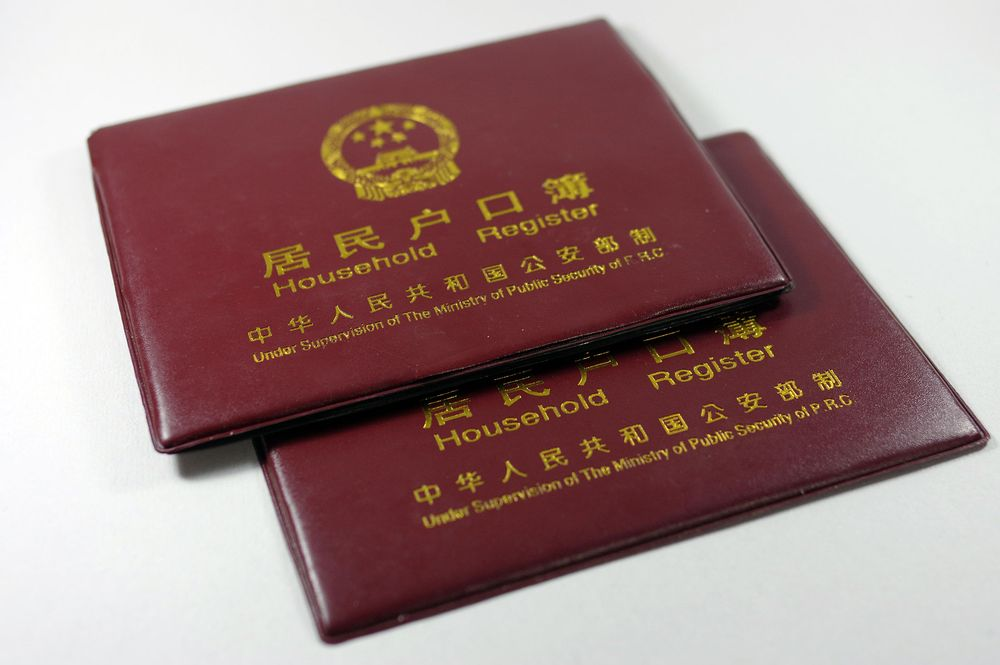 居民户口簿
Household Register
中华人民共和国公安部制
Under Supervision of The Ministry of Public Security of P.R.C
居民户口簿
Household Register
中华人民共和国公安部制
Under Supervision of The Ministry of Public Security of P.R.C